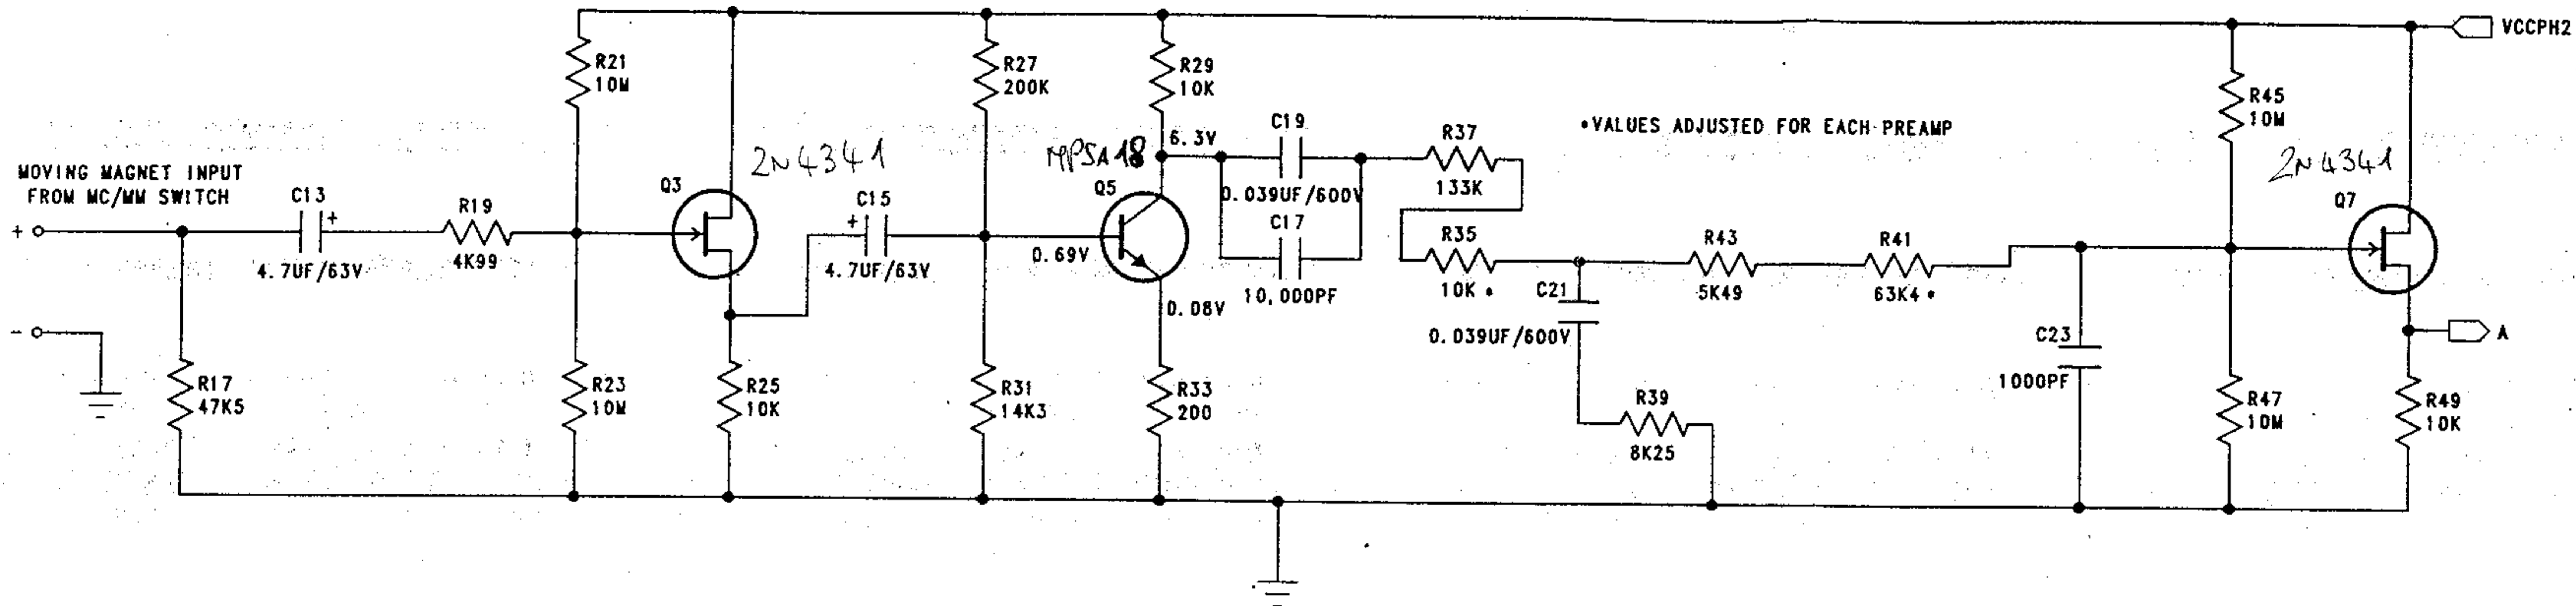 VCCPH2
R21
10M
R27
200K
R29
10K
R45
10M
2N4341
MPSA18
6.3V
C19
0.039UF/600V
R37
133K
*VALUES ADJUSTED FOR EACH PREAMP
2N4341
MOVING MAGNET INPUT
FROM MC/MM SWITCH
C13
+
4.7UF/63V
R19
4K99
Q3
C15
+
4.7UF/63V
Q5
0.69V
C17
10,000PF
R35
10K *
R43
5K49
R41
63K4 *
Q7
+
-
0.08V
C21
0.039UF/600V
C23
1000PF
A
R17
47K5
R23
10M
R25
10K
R31
14K3
R33
200
R39
8K25
R47
10M
R49
10K